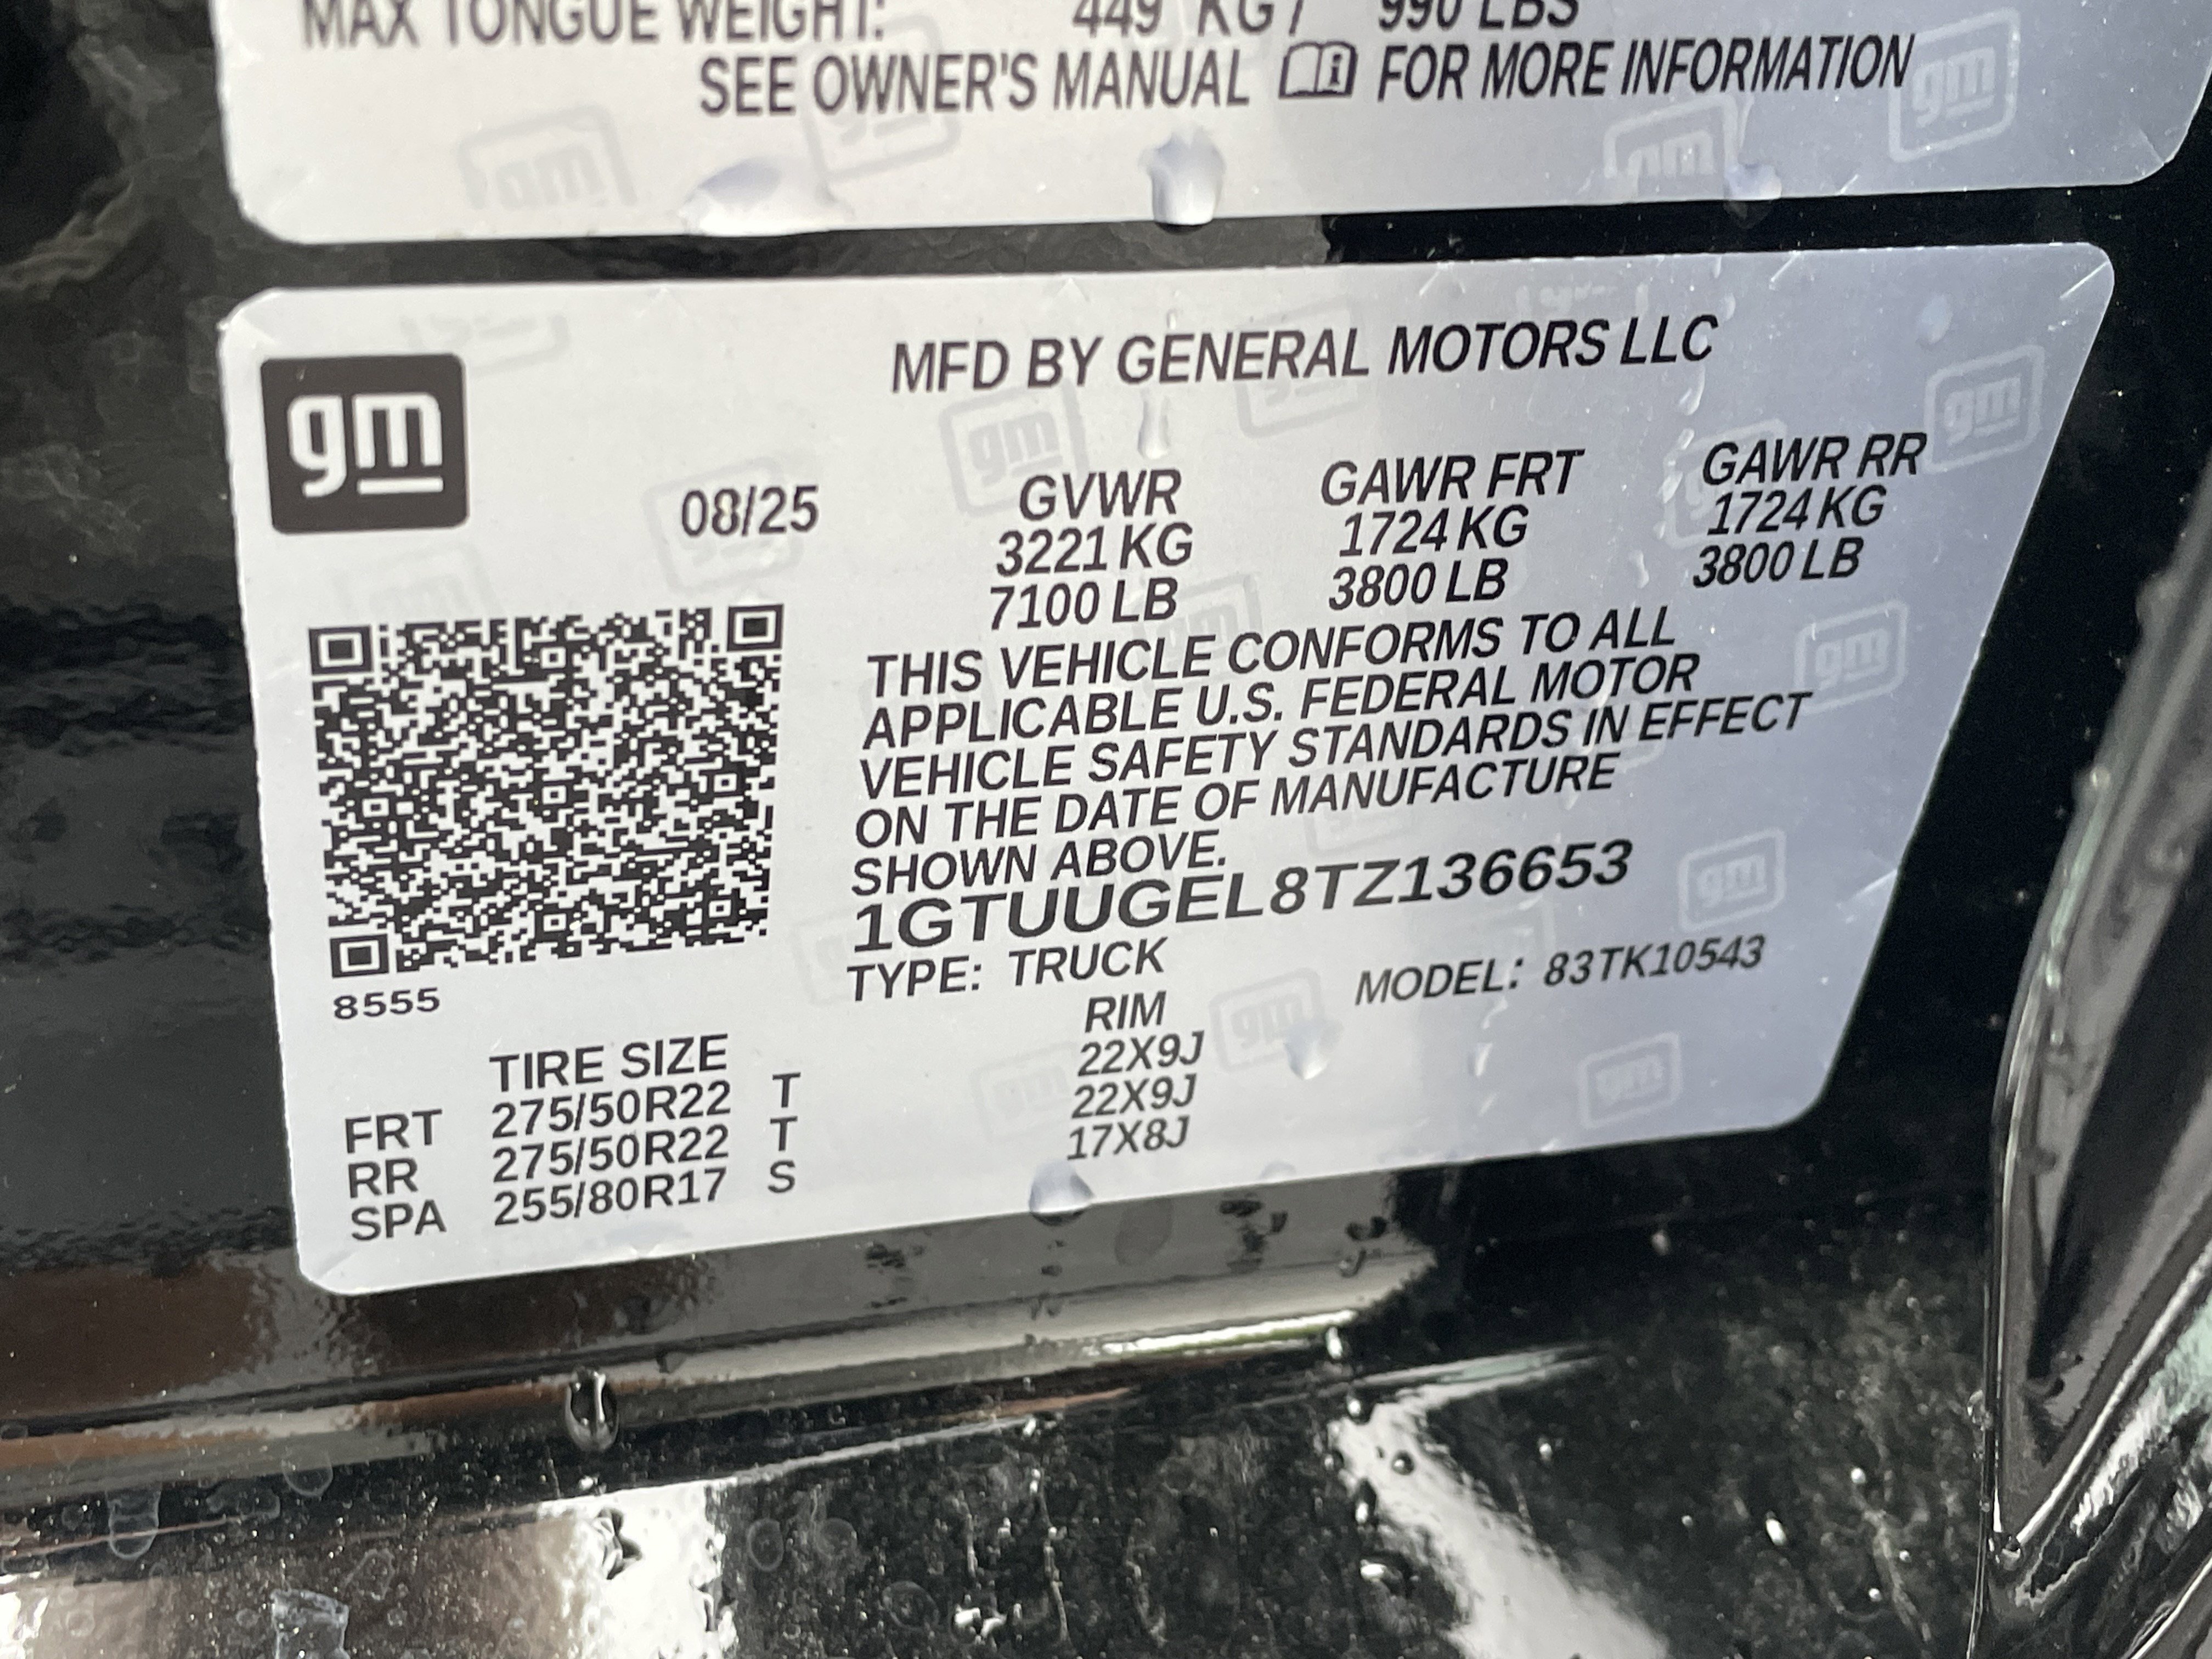 MAX TONGUE WEIGHT: 449 KG / 990 LBS
SEE OWNER'S MANUAL FOR MORE INFORMATION
gm
MFD BY GENERAL MOTORS LLC
08/25 GVWR GAWR FRT GAWR RR
3221 KG 1724 KG 1724 KG
7100 LB 3800 LB 3800 LB
THIS VEHICLE CONFORMS TO ALL
APPLICABLE U.S. FEDERAL MOTOR
VEHICLE SAFETY STANDARDS IN EFFECT
ON THE DATE OF MANUFACTURE
SHOWN ABOVE.
1GTUUGEL8TZ136653
TYPE: TRUCK MODEL: 83TK10543
8555
TIRE SIZE RIM
FRT 275/50R22 T 22X9J
RR 275/50R22 T 22X9J
SPA 255/80R17 S 17X8J